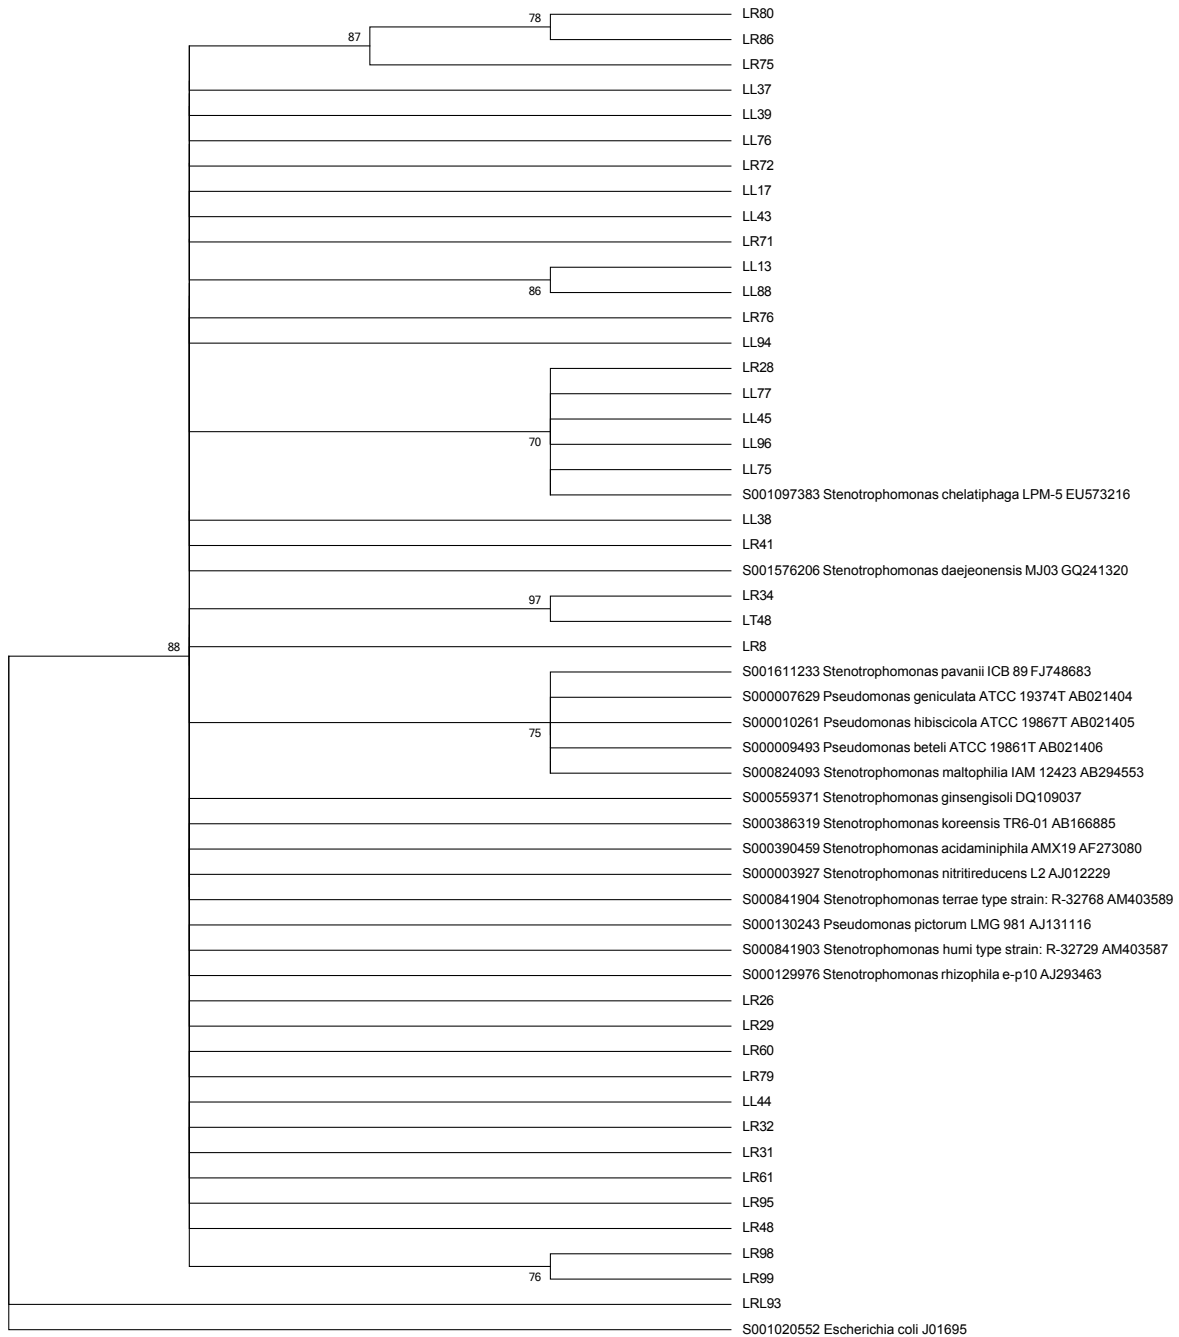 LR80
78
LR86
87
LR75
LL37
LL39
LL76
LR72
LL17
LL43
LR71
LL13
86
LL88
LR76
LL94
LR28
LL77
LL45
70
LL96
LL75
S001097383 Stenotrophomonas chelatiphaga LPM-5 EU573216
LL38
LR41
S001576206 Stenotrophomonas daejeonensis MJ03 GQ241320
97
LR34
LT48
88
LR8
S001611233 Stenotrophomonas pavanii ICB 89 FJ748683
S000007629 Pseudomonas geniculata ATCC 19374T AB021404
S000010261 Pseudomonas hibiscicola ATCC 19867T AB021405
75
S000009493 Pseudomonas beteli ATCC 19861T AB021406
S000824093 Stenotrophomonas maltophilia IAM 12423 AB294553
S000559371 Stenotrophomonas ginsengisoli DQ109037
S000386319 Stenotrophomonas koreensis TR6-01 AB166885
S000390459 Stenotrophomonas acidaminiphila AMX19 AF273080
S000003927 Stenotrophomonas nitritireducens L2 AJ012229
S000841904 Stenotrophomonas terrae type strain: R-32768 AM403589
S000130243 Pseudomonas pictorum LMG 981 AJ131116
S000841903 Stenotrophomonas humi type strain: R-32729 AM403587
S000129976 Stenotrophomonas rhizophila e-p10 AJ293463
LR26
LR29
LR60
LR79
LL44
LR32
LR31
LR61
LR95
LR48
LR98
76
LR99
LRL93
S001020552 Escherichia coli J01695